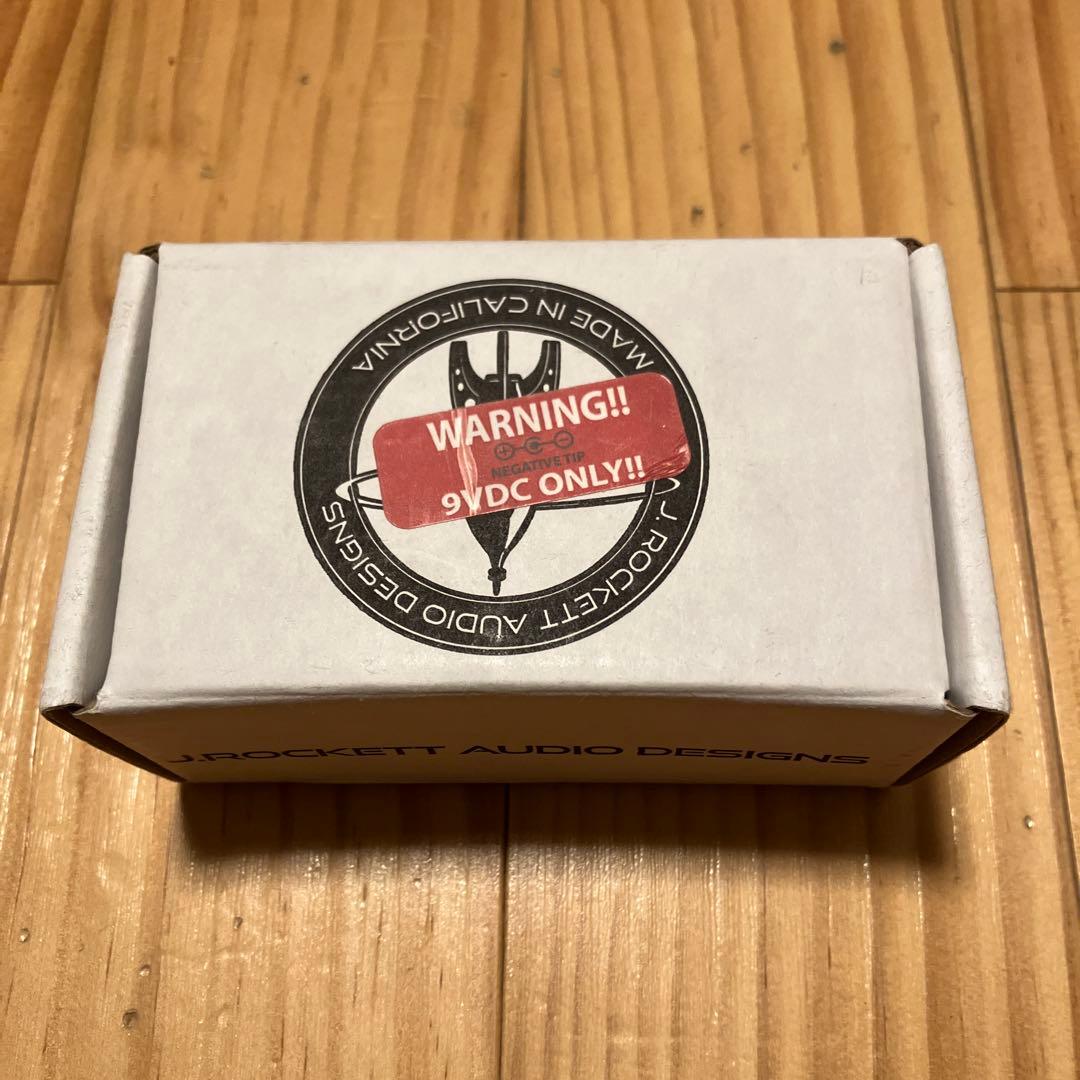 J. ROCKETT AUDIO DESIGNS
MADE IN CALIFORNIA
WARNING!!
NEGATIVE TIP
9VDC ONLY!!
J.ROCKETT AUDIO DESIGNS